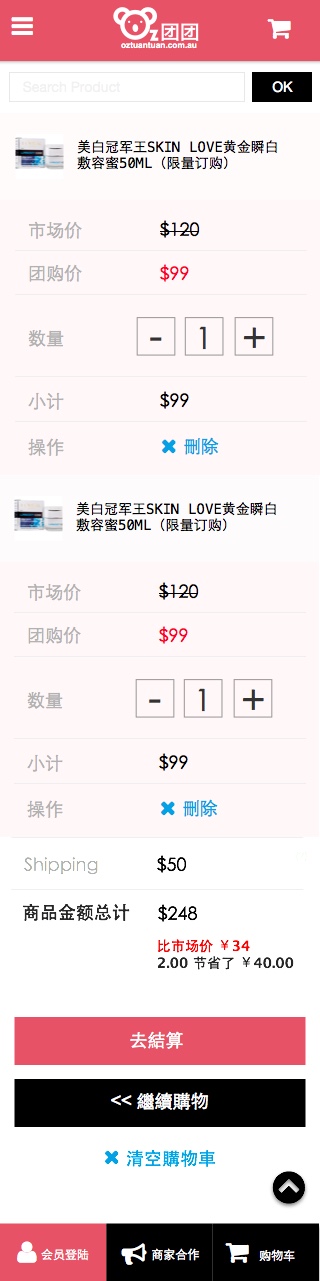 OZ团团
oztuantuan.com.au
Search Product
OK
美白冠军王SKIN LOVE黄金瞬白
敷容蜜50ML（限量订购）
市场价 $120
团购价 $99
数量 - 1 +
小计 $99
操作 ✖ 刪除
美白冠军王SKIN LOVE黄金瞬白
敷容蜜50ML（限量订购）
市场价 $120
团购价 $99
数量 - 1 +
小计 $99
操作 ✖ 刪除
Shipping $50
商品金额总计 $248
比市场价 ￥34
2.00 节省了 ￥40.00
去結算
<< 繼續購物
✖ 清空購物車
会员登陆 商家合作 购物车